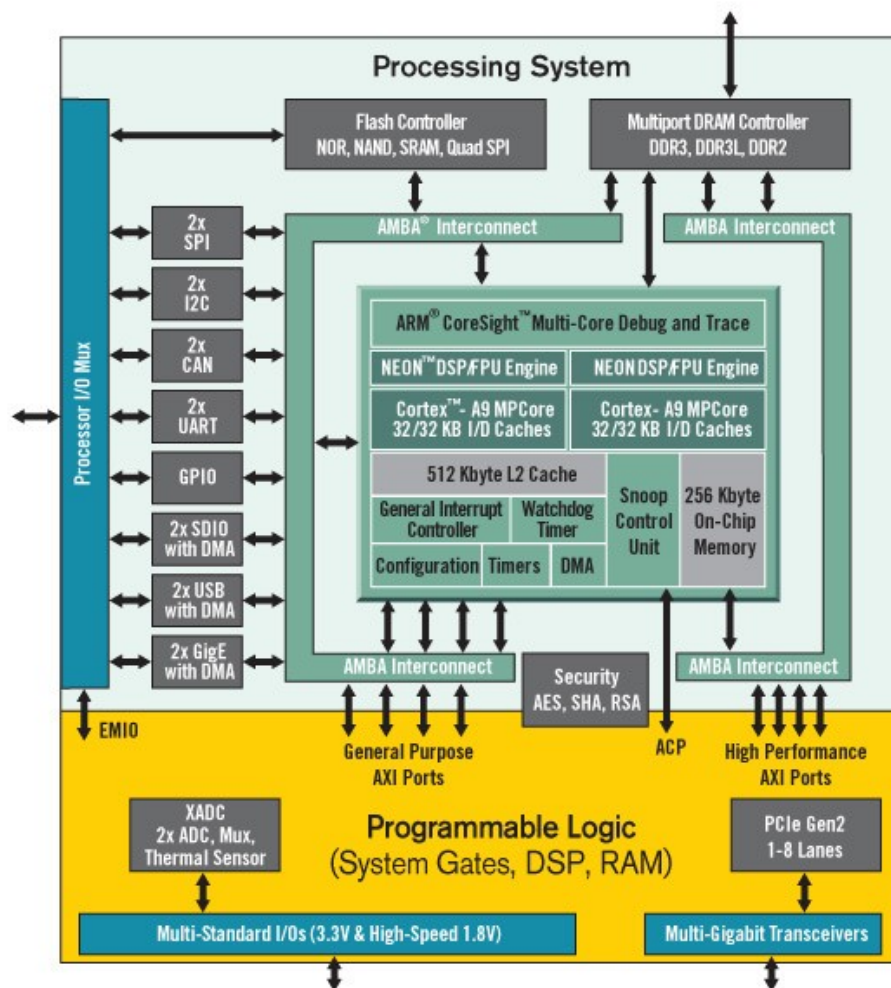 Processing System
Flash Controller
NOR, NAND, SRAM, Quad SPI
Multiport DRAM Controller
DDR3, DDR3L, DDR2
AMBA® Interconnect
AMBA Interconnect
Processor I/O Mux
2x
SPI
2x
I2C
2x
CAN
2x
UART
GPIO
2x SDIO
with DMA
2x USB
with DMA
2x GigE
with DMA
ARM® CoreSight™ Multi-Core Debug and Trace
NEON™ DSP/FPU Engine
NEON DSP/FPU Engine
Cortex™- A9 MPCore
32/32 KB I/D Caches
Cortex- A9 MPCore
32/32 KB I/D Caches
512 Kbyte L2 Cache
General Interrupt
Controller
Watchdog
Timer
Configuration
Timers
DMA
Snoop
Control
Unit
256 Kbyte
On-Chip
Memory
AMBA Interconnect
AMBA Interconnect
Security
AES, SHA, RSA
EMIO
General Purpose
AXI Ports
ACP
High Performance
AXI Ports
XADC
2x ADC, Mux,
Thermal Sensor
Programmable Logic
(System Gates, DSP, RAM)
PCIe Gen2
1-8 Lanes
Multi-Standard I/Os (3.3V & High-Speed 1.8V)
Multi-Gigabit Transceivers